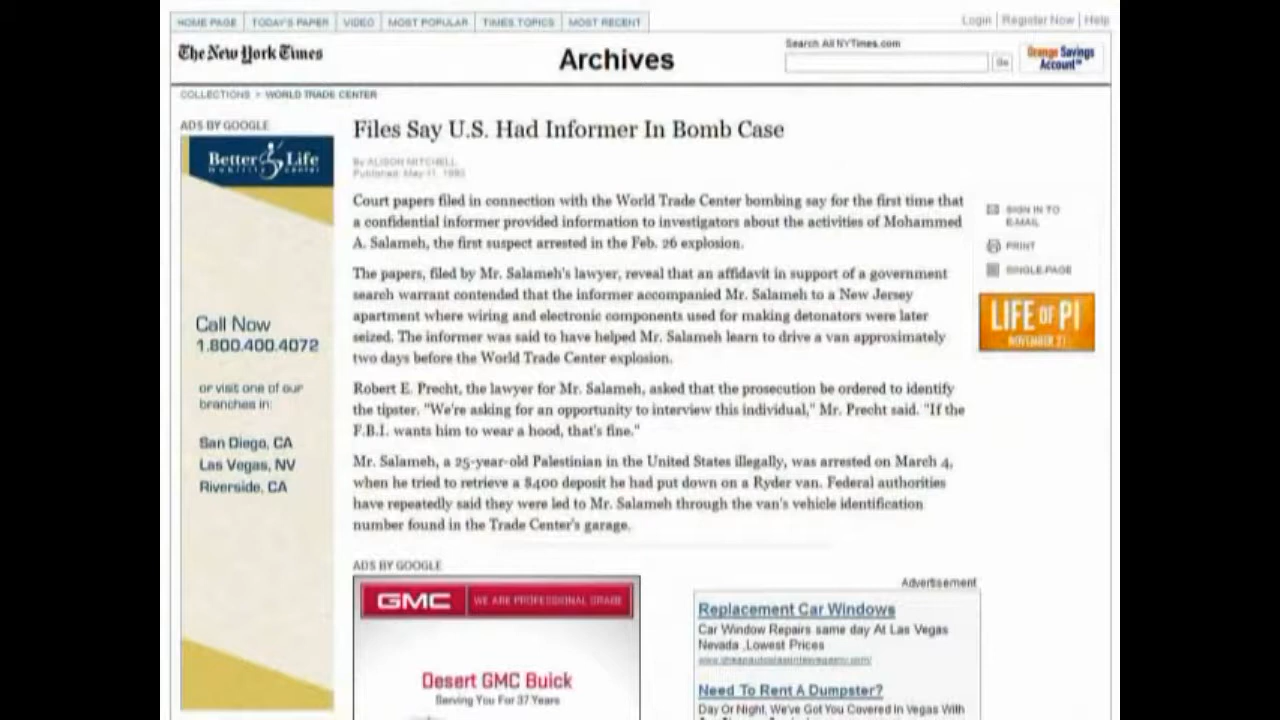 HOME PAGE TODAY'S PAPER VIDEO MOST POPULAR TIMES TOPICS MOST RECENT
Login Register Now Help
The New York Times
Archives
Search All NYTimes.com
Go
Orange Savings
Account
COLLECTIONS > WORLD TRADE CENTER
ADS BY GOOGLE
Better Life
mobility center
Call Now
1.800.400.4072
or visit one of our
branches in:
San Diego, CA
Las Vegas, NV
Riverside, CA
Files Say U.S. Had Informer In Bomb Case
By ALISON MITCHELL
Published: May 11, 1993
Court papers filed in connection with the World Trade Center bombing say for the first time that
a confidential informer provided information to investigators about the activities of Mohammed
A. Salameh, the first suspect arrested in the Feb. 26 explosion.
The papers, filed by Mr. Salameh's lawyer, reveal that an affidavit in support of a government
search warrant contended that the informer accompanied Mr. Salameh to a New Jersey
apartment where wiring and electronic components used for making detonators were later
seized. The informer was said to have helped Mr. Salameh learn to drive a van approximately
two days before the World Trade Center explosion.
Robert E. Precht, the lawyer for Mr. Salameh, asked that the prosecution be ordered to identify
the tipster. "We're asking for an opportunity to interview this individual," Mr. Precht said. "If the
F.B.I. wants him to wear a hood, that's fine."
Mr. Salameh, a 25-year-old Palestinian in the United States illegally, was arrested on March 4,
when he tried to retrieve a $400 deposit he had put down on a Ryder van. Federal authorities
have repeatedly said they were led to Mr. Salameh through the van's vehicle identification
number found in the Trade Center's garage.
SIGN IN TO
E-MAIL
PRINT
SINGLE PAGE
LIFE OF PI
NOVEMBER 21
ADS BY GOOGLE
GMC WE ARE PROFESSIONAL GRADE
Desert GMC Buick
Serving You For 37 Years
Advertisement
Replacement Car Windows
Car Window Repairs same day At Las Vegas
Nevada ,Lowest Prices
Need To Rent A Dumpster?
Day Or Night, We've Got You Covered In Vegas With